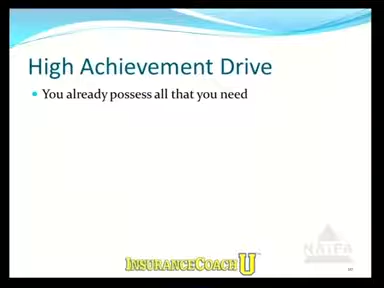 High Achievement Drive
You already possess all that you need
NAIFA
INSURANCECOACH U